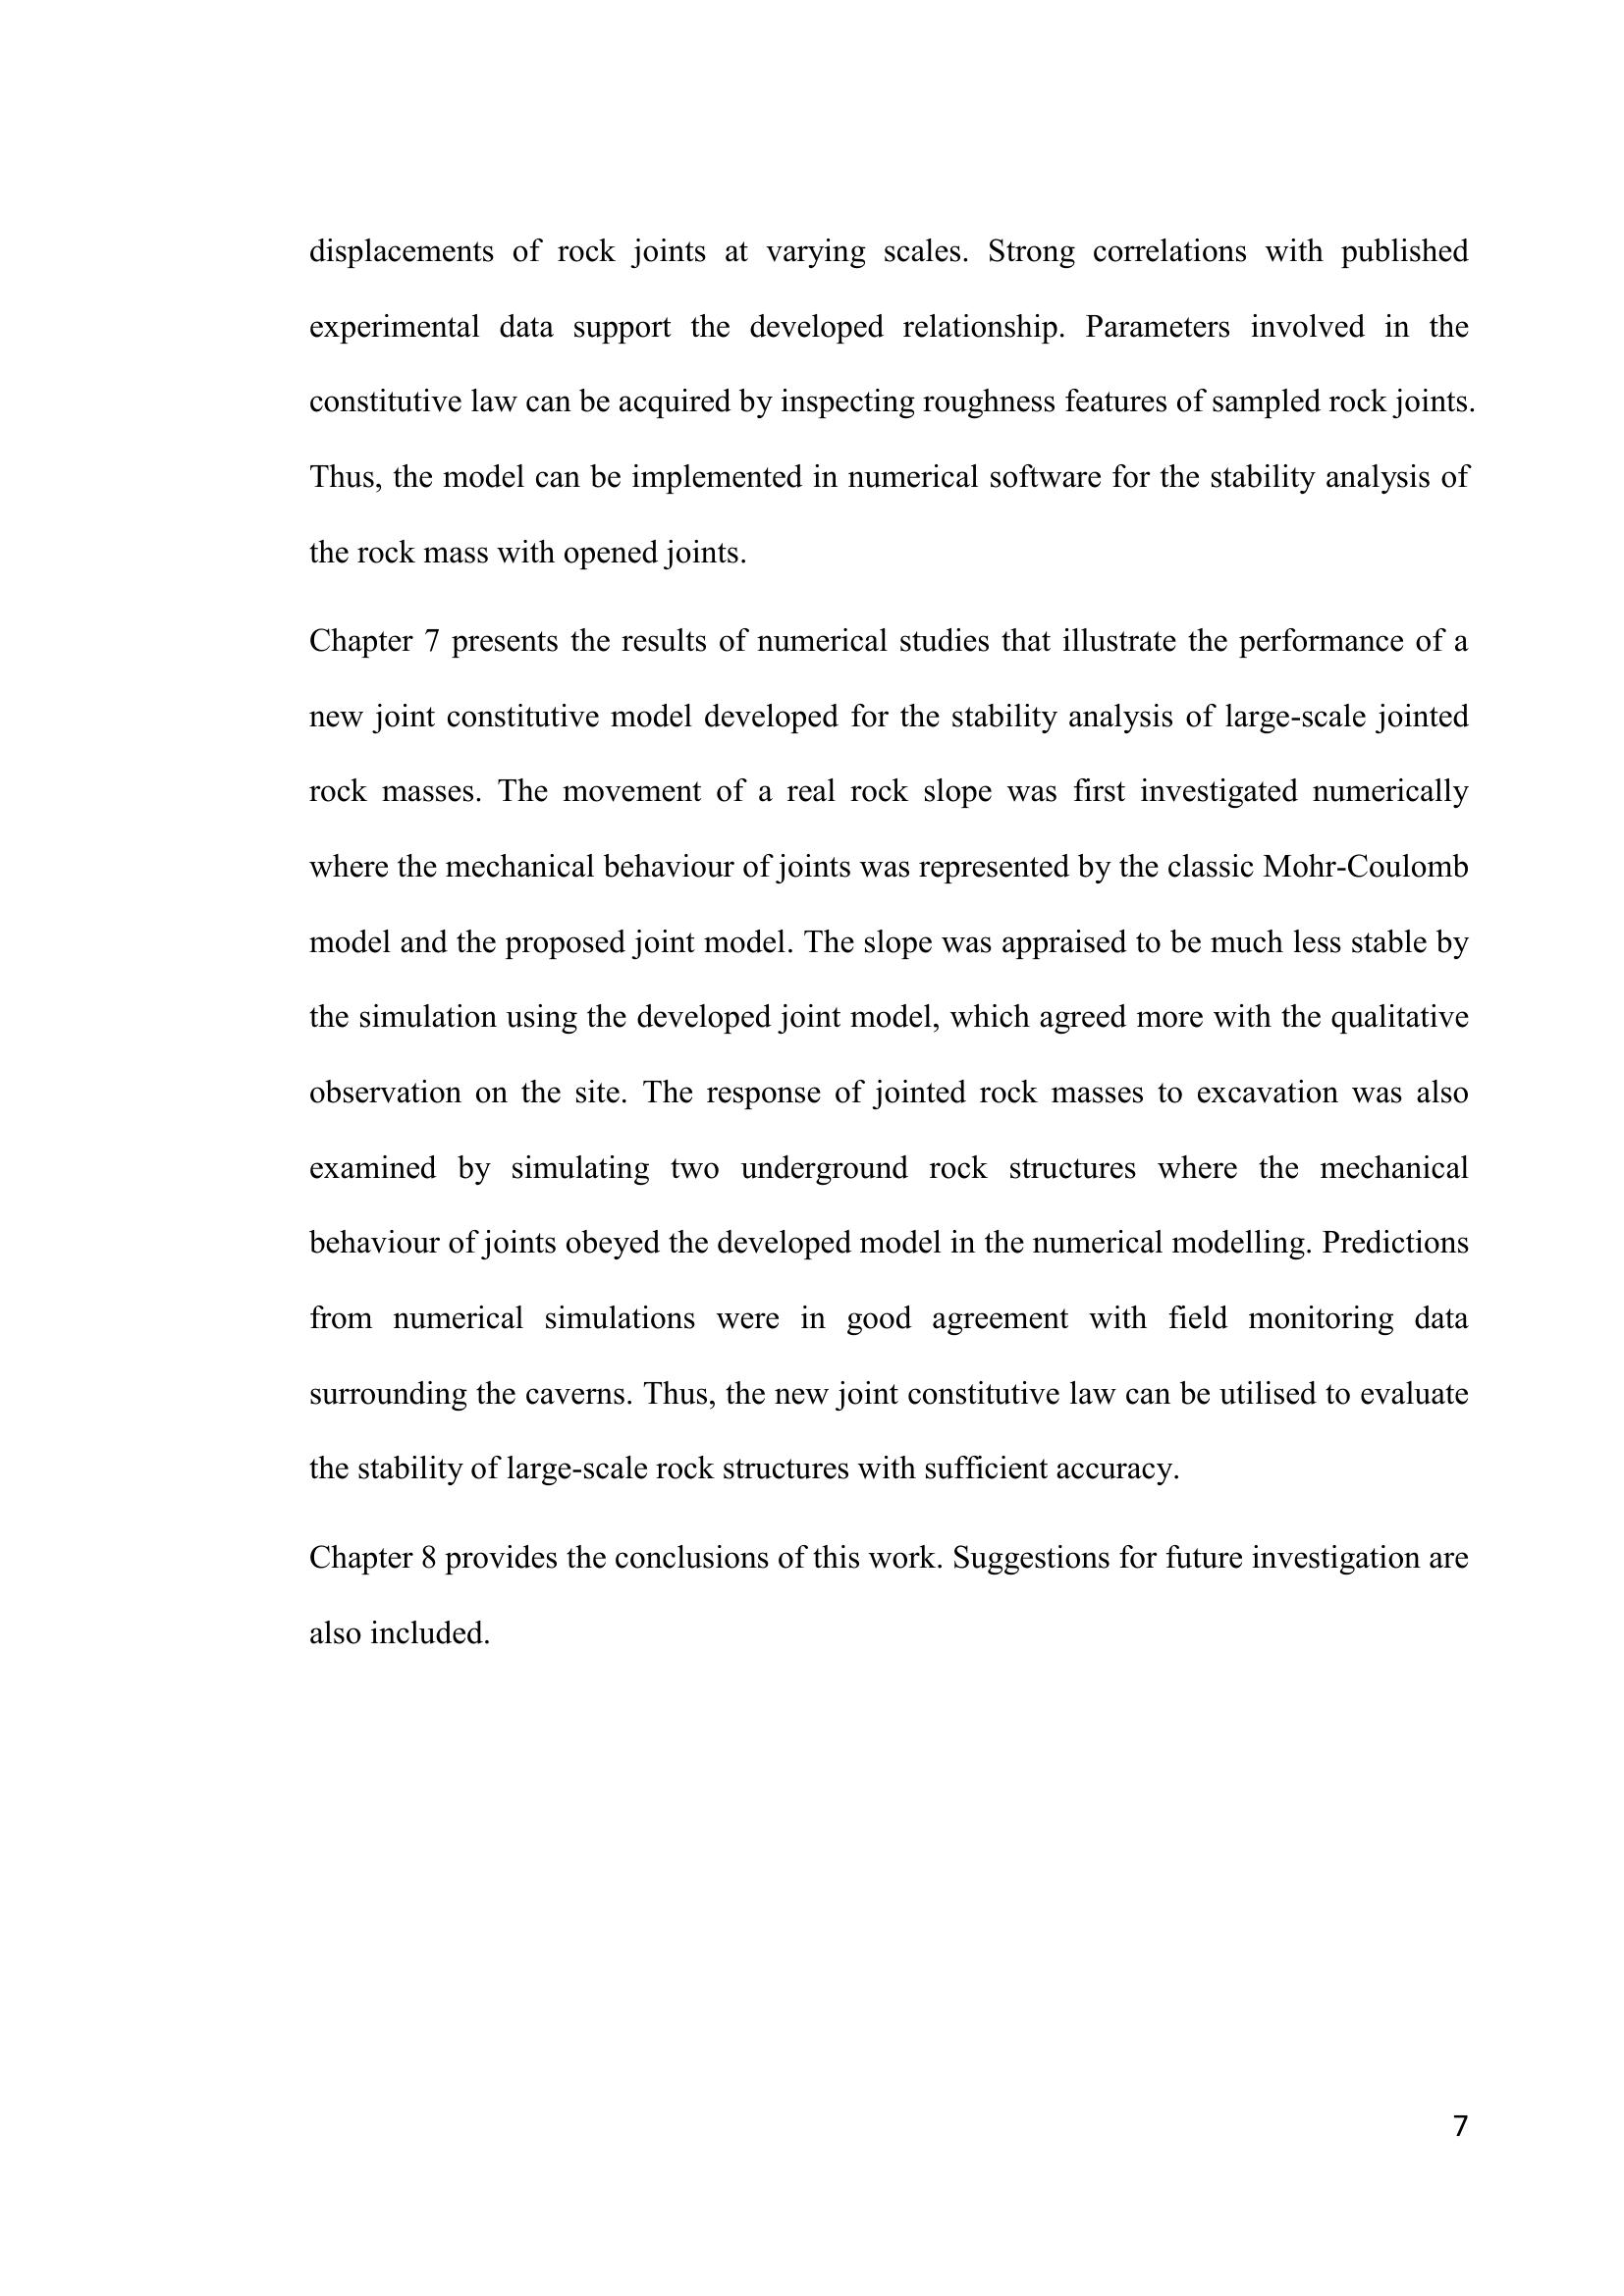 displacements of rock joints at varying scales. Strong correlations with published
experimental data support the developed relationship. Parameters involved in the
constitutive law can be acquired by inspecting roughness features of sampled rock joints.
Thus, the model can be implemented in numerical software for the stability analysis of
the rock mass with opened joints.
Chapter 7 presents the results of numerical studies that illustrate the performance of a
new joint constitutive model developed for the stability analysis of large-scale jointed
rock masses. The movement of a real rock slope was first investigated numerically
where the mechanical behaviour of joints was represented by the classic Mohr-Coulomb
model and the proposed joint model. The slope was appraised to be much less stable by
the simulation using the developed joint model, which agreed more with the qualitative
observation on the site. The response of jointed rock masses to excavation was also
examined by simulating two underground rock structures where the mechanical
behaviour of joints obeyed the developed model in the numerical modelling. Predictions
from numerical simulations were in good agreement with field monitoring data
surrounding the caverns. Thus, the new joint constitutive law can be utilised to evaluate
the stability of large-scale rock structures with sufficient accuracy.
Chapter 8 provides the conclusions of this work. Suggestions for future investigation are
also included.
7